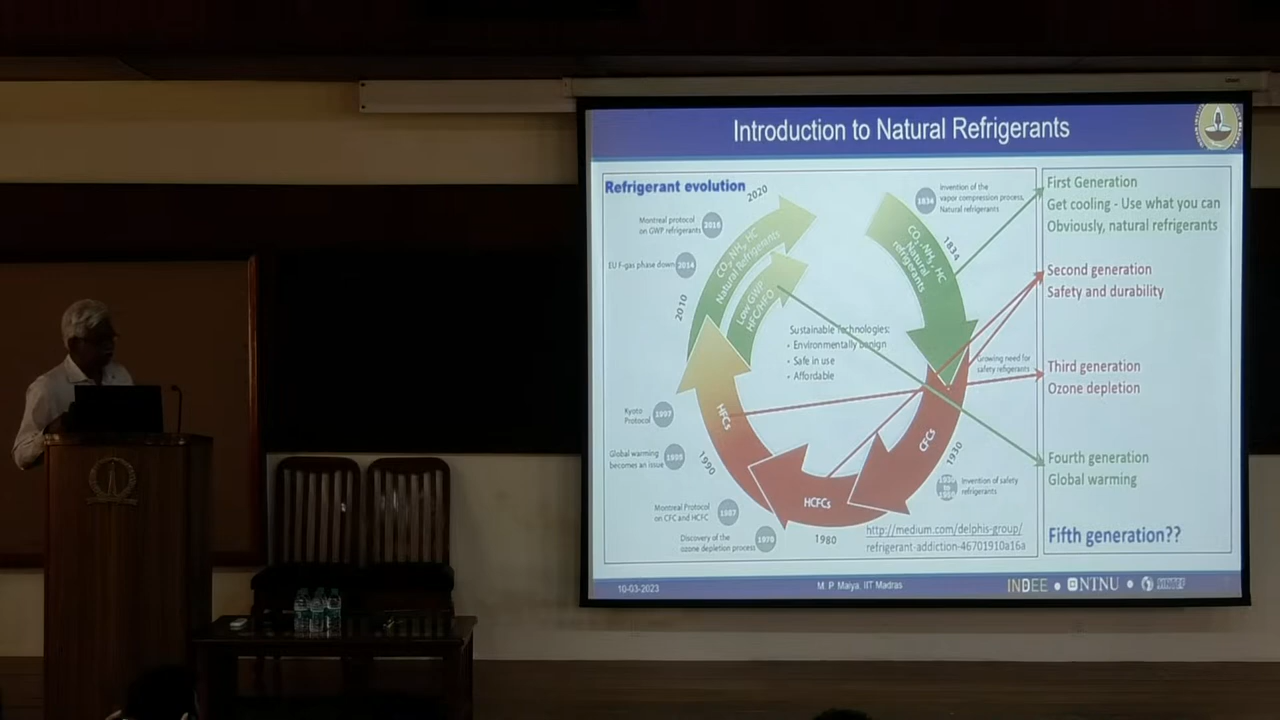 Introduction to Natural Refrigerants
Refrigerant evolution
2020
Montreal protocol
on GWP refrigerants
2016
EU F-gas phase down
2014
2010
CO2, NH3, HC
Natural Refrigerants
Low GWP
HFC/HFO
Kyoto
Protocol
1997
Global warming
becomes an issue
1990
HFCs
Montreal Protocol
on CFC and HCFC
1987
Discovery of the
ozone depletion process
1980
HCFCs
Sustainable Technologies:
• Environmentally benign
• Safe in use
• Affordable
1834
Invention of the
vapor compression process,
Natural refrigerants
1834
CO2, NH3, HC
Natural
refrigerants
Growing need for
safety refrigerants
CFCs
1930
Invention of safety
refrigerants
http://medium.com/delphis-group/
refrigerant-addiction-46701910a16a
First Generation
Get cooling - Use what you can
Obviously, natural refrigerants
Second generation
Safety and durability
Third generation
Ozone depletion
Fourth generation
Global warming
Fifth generation??
10-03-2023
M. P. Maiya, IIT Madras
INDEE
NTNU